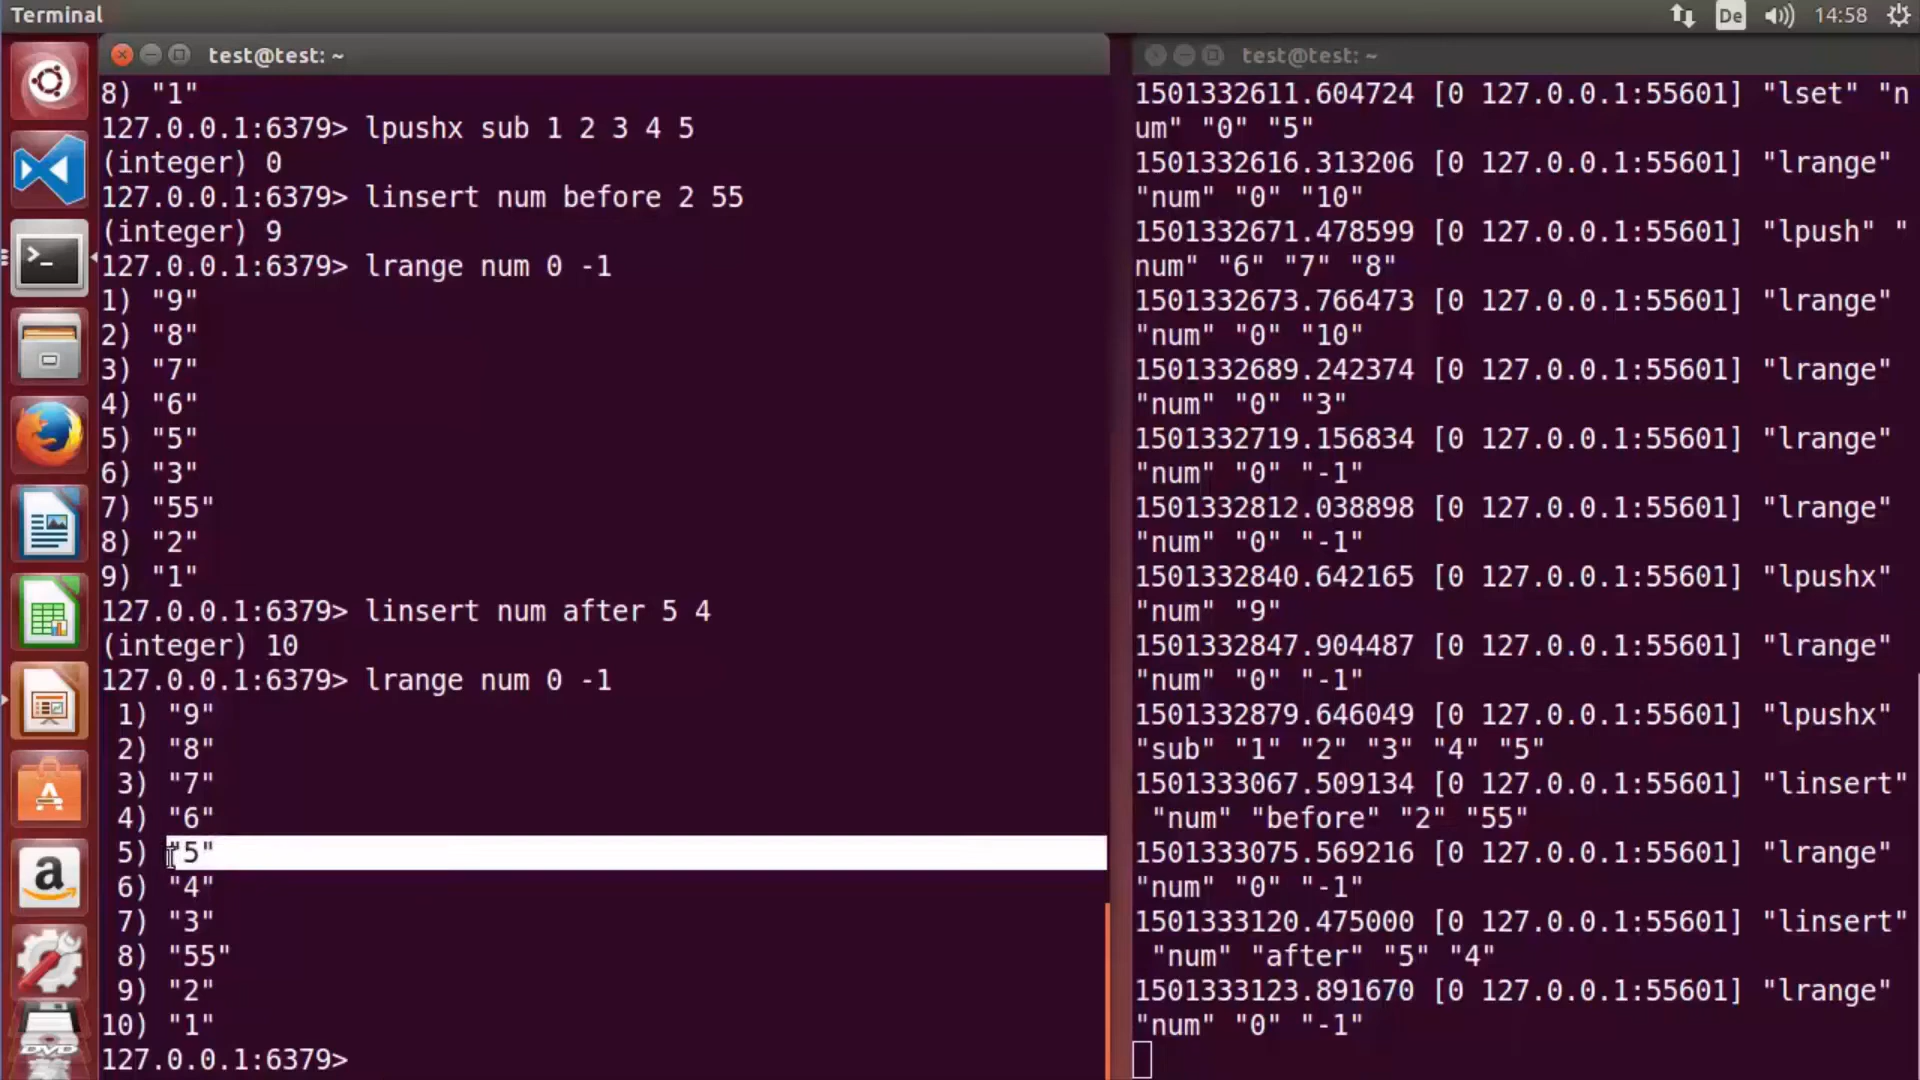 Terminal
De
14:58
test@test: ~
8) "1"
127.0.0.1:6379> lpushx sub 1 2 3 4 5
(integer) 0
127.0.0.1:6379> linsert num before 2 55
(integer) 9
127.0.0.1:6379> lrange num 0 -1
1) "9"
2) "8"
3) "7"
4) "6"
5) "5"
6) "3"
7) "55"
8) "2"
9) "1"
127.0.0.1:6379> linsert num after 5 4
(integer) 10
127.0.0.1:6379> lrange num 0 -1
1) "9"
2) "8"
3) "7"
4) "6"
5) "5"
6) "4"
7) "3"
8) "55"
9) "2"
10) "1"
127.0.0.1:6379>
test@test: ~
1501332611.604724 [0 127.0.0.1:55601] "lset" "n
um" "0" "5"
1501332616.313206 [0 127.0.0.1:55601] "lrange"
"num" "0" "10"
1501332671.478599 [0 127.0.0.1:55601] "lpush" "
num" "6" "7" "8"
1501332673.766473 [0 127.0.0.1:55601] "lrange"
"num" "0" "10"
1501332689.242374 [0 127.0.0.1:55601] "lrange"
"num" "0" "3"
1501332719.156834 [0 127.0.0.1:55601] "lrange"
"num" "0" "-1"
1501332812.038898 [0 127.0.0.1:55601] "lrange"
"num" "0" "-1"
1501332840.642165 [0 127.0.0.1:55601] "lpushx"
"num" "9"
1501332847.904487 [0 127.0.0.1:55601] "lrange"
"num" "0" "-1"
1501332879.646049 [0 127.0.0.1:55601] "lpushx"
"sub" "1" "2" "3" "4" "5"
1501333067.509134 [0 127.0.0.1:55601] "linsert"
"num" "before" "2" "55"
1501333075.569216 [0 127.0.0.1:55601] "lrange"
"num" "0" "-1"
1501333120.475000 [0 127.0.0.1:55601] "linsert"
"num" "after" "5" "4"
1501333123.891670 [0 127.0.0.1:55601] "lrange"
"num" "0" "-1"
>_
A
a
DVD